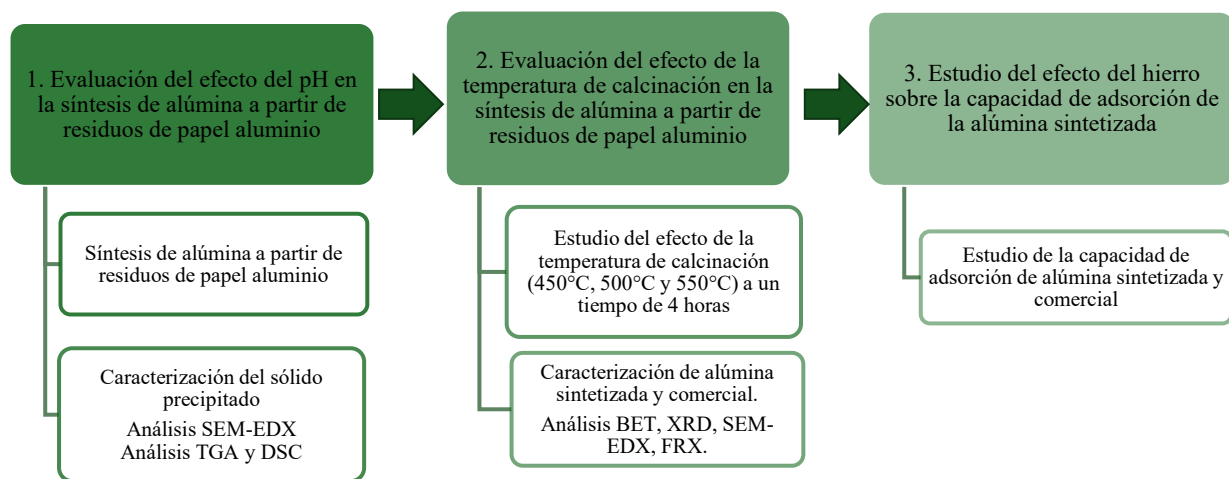 1. Evaluación del efecto del pH en
la síntesis de alúmina a partir de
residuos de papel aluminio
Síntesis de alúmina a partir de
residuos de papel aluminio
Caracterización del sólido
precipitado
Análisis SEM-EDX
Análisis TGA y DSC
2. Evaluación del efecto de la
temperatura de calcinación en la
síntesis de alúmina a partir de
residuos de papel aluminio
Estudio del efecto de la
temperatura de calcinación
(450°C, 500°C y 550°C) a un
tiempo de 4 horas
Caracterización de alúmina
sintetizada y comercial.
Análisis BET, XRD, SEM-
EDX, FRX.
3. Estudio del efecto del hierro
sobre la capacidad de adsorción de
la alúmina sintetizada
Estudio de la capacidad de
adsorción de alúmina sintetizada y
comercial